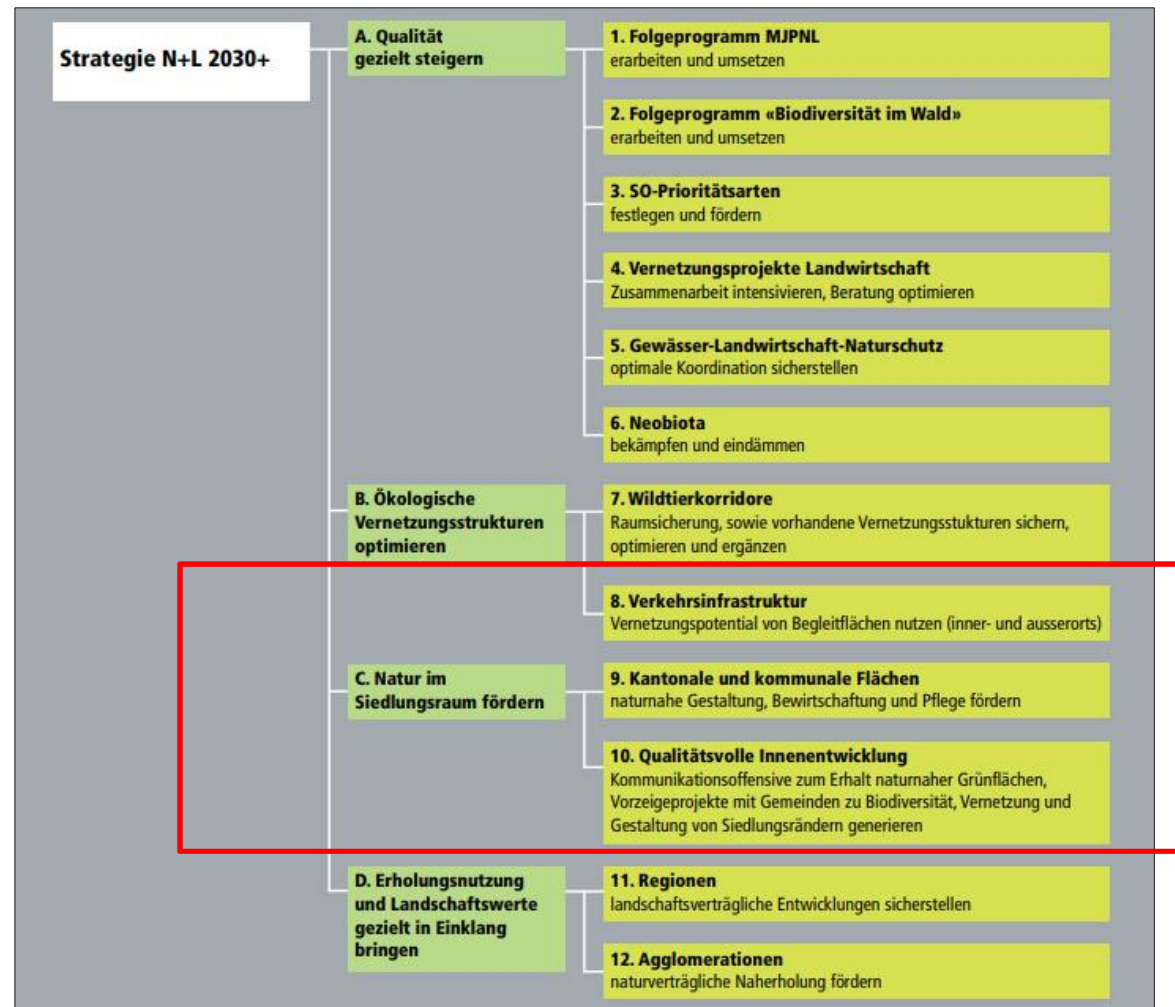 Strategie N+L 2030+
A. Qualität
gezielt steigern
1. Folgeprogramm MJPNL
erarbeiten und umsetzen
2. Folgeprogramm «Biodiversität im Wald»
erarbeiten und umsetzen
3. SO-Prioritätsarten
festlegen und fördern
4. Vernetzungsprojekte Landwirtschaft
Zusammenarbeit intensivieren, Beratung optimieren
5. Gewässer-Landwirtschaft-Naturschutz
optimale Koordination sicherstellen
6. Neobiota
bekämpfen und eindämmen
B. Ökologische
Vernetzungsstrukturen
optimieren
7. Wildtierkorridore
Raumsicherung, sowie vorhandene Vernetzungsstukturen sichern,
optimieren und ergänzen
8. Verkehrsinfrastruktur
Vernetzungspotential von Begleitflächen nutzen (inner- und ausserorts)
C. Natur im
Siedlungsraum fördern
9. Kantonale und kommunale Flächen
naturnahe Gestaltung, Bewirtschaftung und Pflege fördern
10. Qualitätsvolle Innenentwicklung
Kommunikationsoffensive zum Erhalt naturnaher Grünflächen,
Vorzeigeprojekte mit Gemeinden zu Biodiversität, Vernetzung und
Gestaltung von Siedlungsrändern generieren
D. Erholungsnutzung
und Landschaftswerte
gezielt in Einklang
bringen
11. Regionen
landschaftsverträgliche Entwicklungen sicherstellen
12. Agglomerationen
naturverträgliche Naherholung fördern